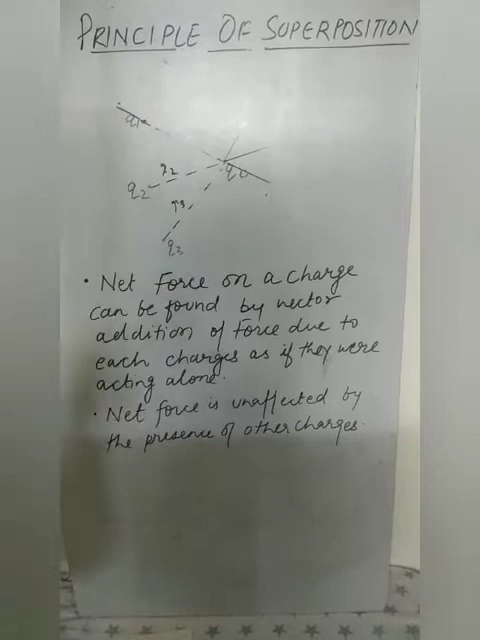 PRINCIPLE OF SUPERPOSITION
q1
q2 r2 q0
r3
q3
• Net Force on a charge
can be found by vector
addition of Force due to
each charges as if they were
acting alone.
• Net force is unaffected by
the presence of other charges.